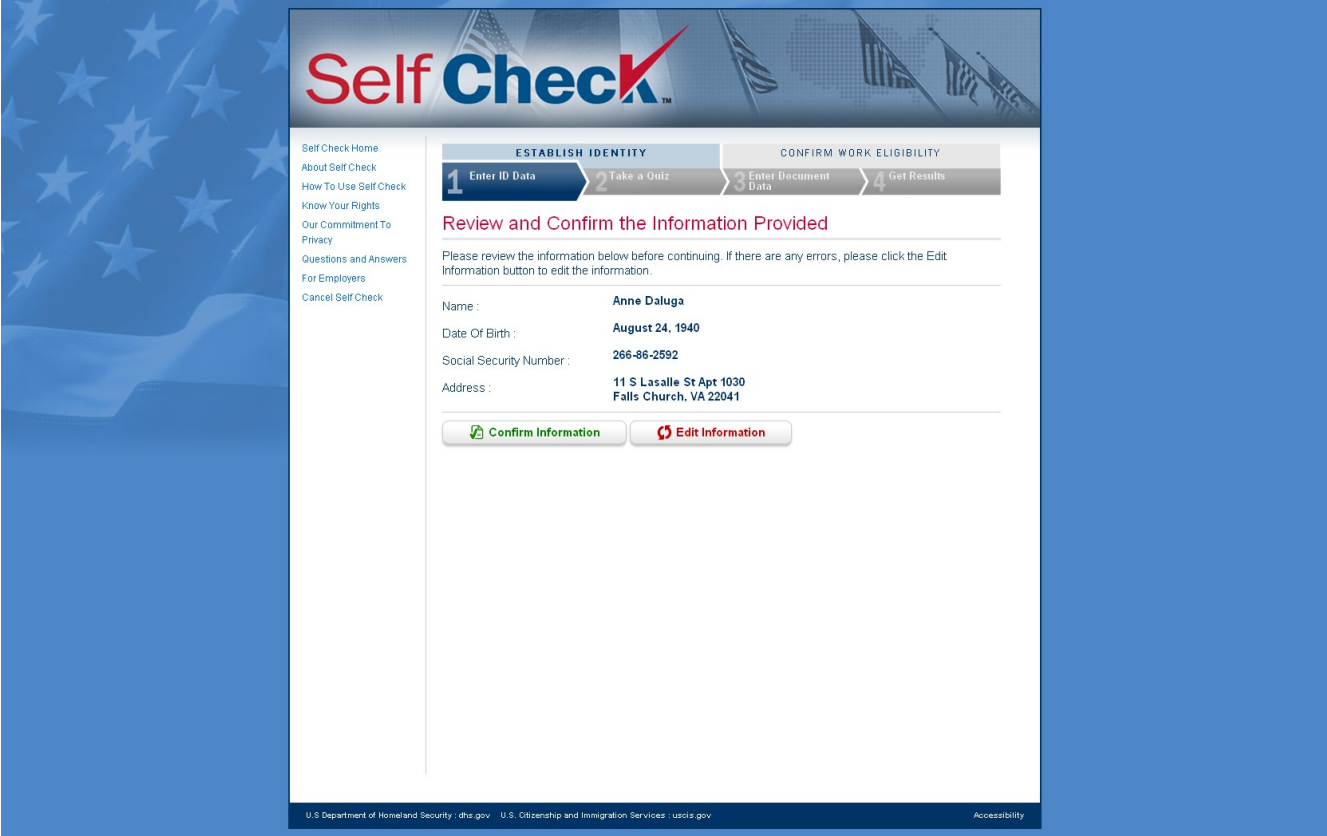 Self Check™
Self Check Home
About Self Check
How To Use Self Check
Know Your Rights
Our Commitment To
Privacy
Questions and Answers
For Employers
Cancel Self Check
ESTABLISH IDENTITY
CONFIRM WORK ELIGIBILITY
1 Enter ID Data
2 Take a Quiz
3 Enter Document
Data
4 Get Results
Review and Confirm the Information Provided
Please review the information below before continuing. If there are any errors, please click the Edit
Information button to edit the information.
Name : Anne Daluga
Date Of Birth : August 24, 1940
Social Security Number : 266-86-2592
Address : 11 S Lasalle St Apt 1030
Falls Church, VA 22041
Confirm Information
Edit Information
U.S Department of Homeland Security : dhs.gov U.S. Citizenship and Immigration Services : uscis.gov Accessibility